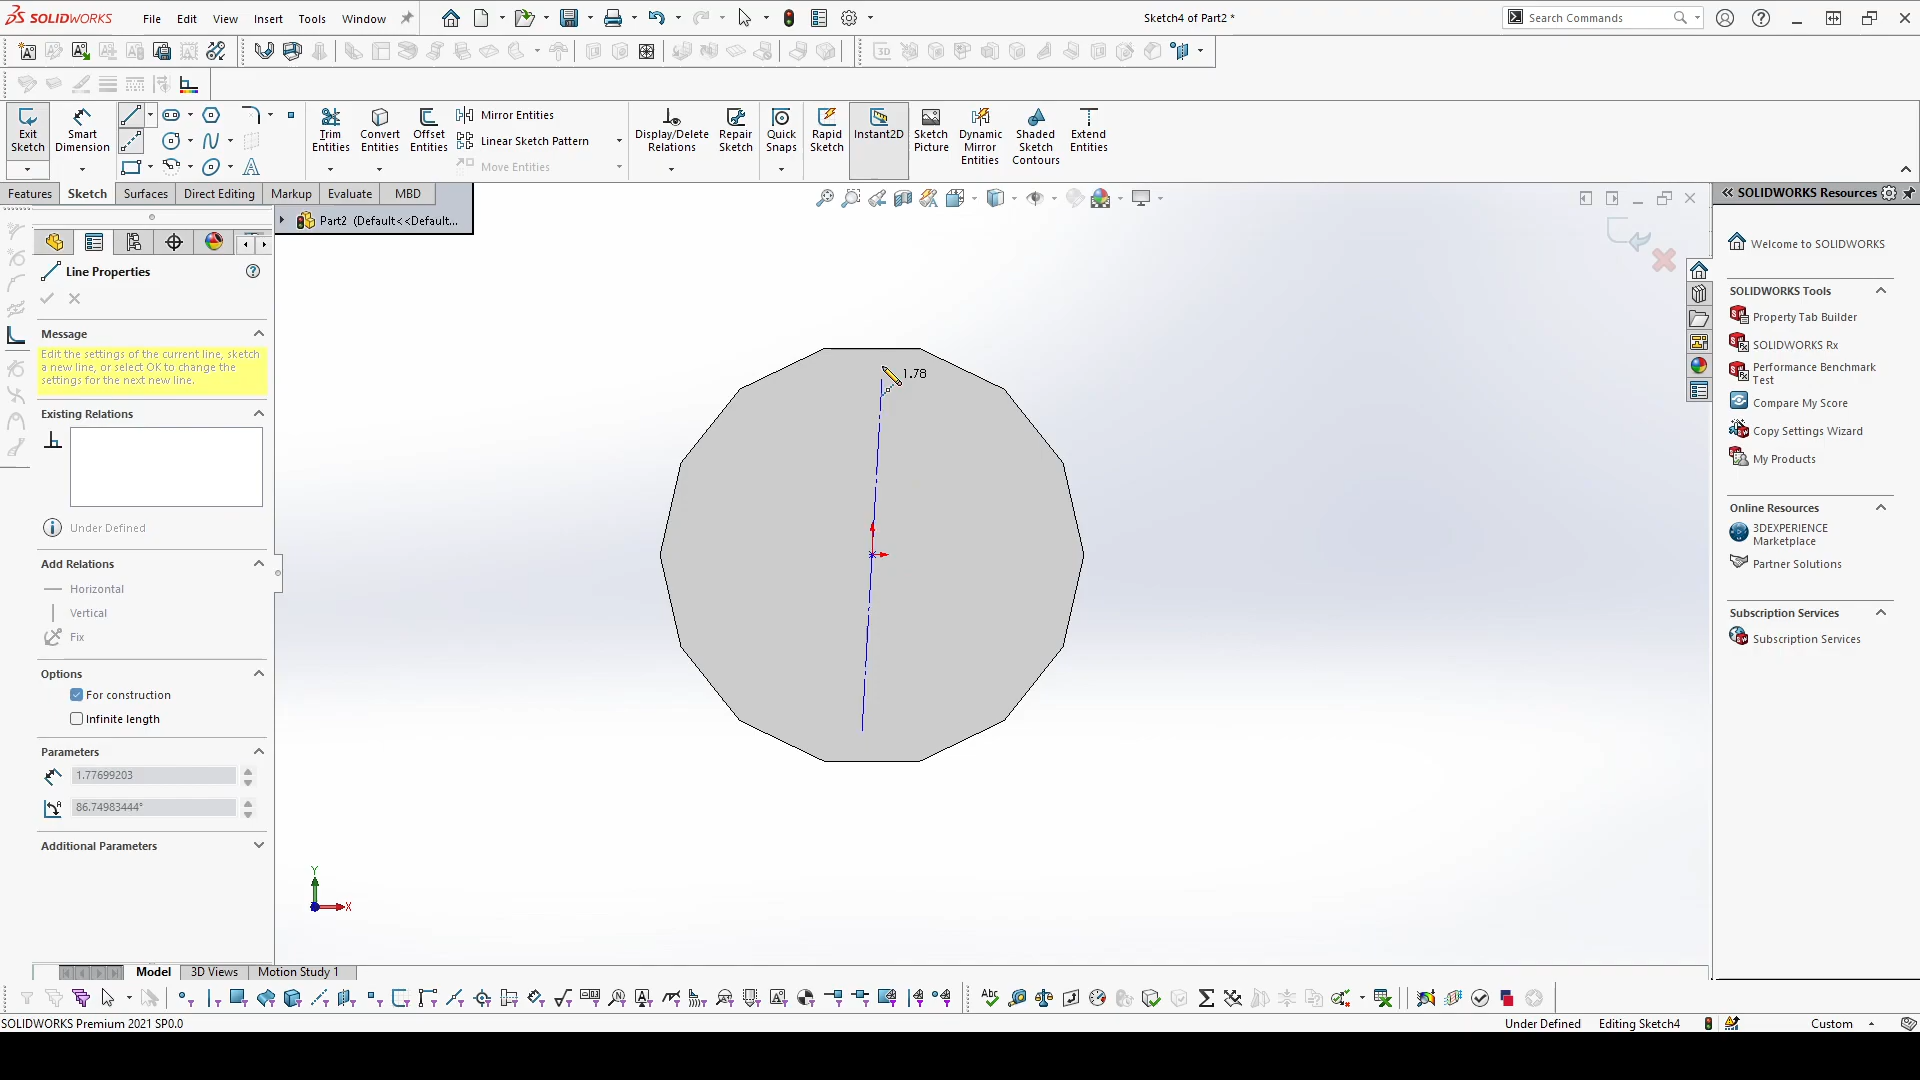 SOLIDWORKS
File Edit View Insert Tools Window
Sketch4 of Part2 *
Search Commands
Exit Sketch
Smart Dimension
Trim Entities
Convert Entities
Offset Entities
Mirror Entities
Linear Sketch Pattern
Move Entities
Display/Delete Relations
Repair Sketch
Quick Snaps
Rapid Sketch
Instant2D
Sketch Picture
Dynamic Mirror Entities
Shaded Sketch Contours
Extend Entities
Features Sketch Surfaces Direct Editing Markup Evaluate MBD
Part2 (Default<<Default...
SOLIDWORKS Resources
Line Properties
Message
Edit the settings of the current line, sketch
a new line, or select OK to change the
settings for the next new line.
Existing Relations
Under Defined
Add Relations
Horizontal
Vertical
Fix
Options
For construction
Infinite length
Parameters
1.77699203
86.74983444°
Additional Parameters
1.78
Y
X
Welcome to SOLIDWORKS
SOLIDWORKS Tools
Property Tab Builder
SOLIDWORKS Rx
Performance Benchmark
Test
Compare My Score
Copy Settings Wizard
My Products
Online Resources
3DEXPERIENCE
Marketplace
Partner Solutions
Subscription Services
Subscription Services
Model 3D Views Motion Study 1
SOLIDWORKS Premium 2021 SP0.0
Under Defined Editing Sketch4 Custom